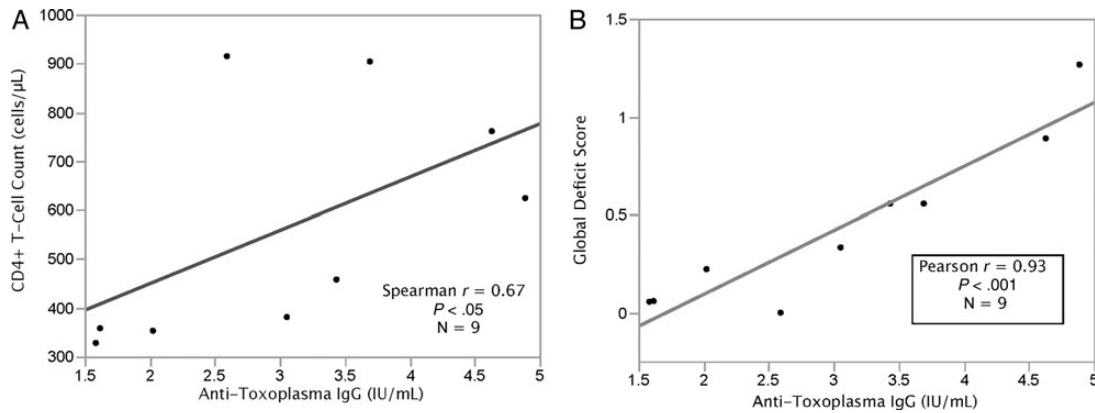 A
1000
900
800
700
600
500
400
300
CD4+ T-Cell Count (cells/µL)
Spearman r = 0.67
P < .05
N = 9
1.5 2 2.5 3 3.5 4 4.5 5
Anti-Toxoplasma IgG (IU/mL)
B
1.5
1
0.5
0
Global Deficit Score
Pearson r = 0.93
P < .001
N = 9
1.5 2 2.5 3 3.5 4 4.5 5
Anti-Toxoplasma IgG (IU/mL)